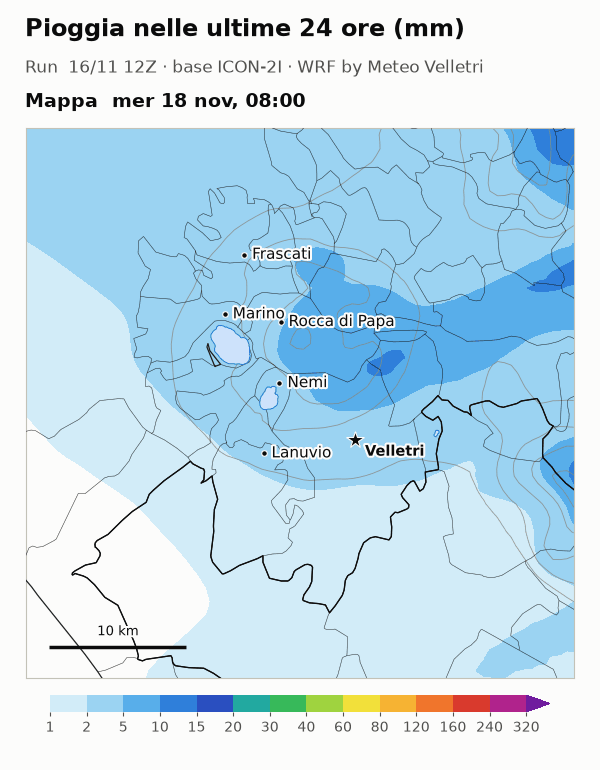 Pioggia nelle ultime 24 ore (mm)
Run  16/11 12Z · base ICON-2I · WRF by Meteo Velletri
Mappa  mer 18 nov, 08:00
Frascati
Marino
Rocca di Papa
Nemi
Velletri
Lanuvio
10 km
1 2 5 10 15 20 30 40 60 80 120 160 240 320